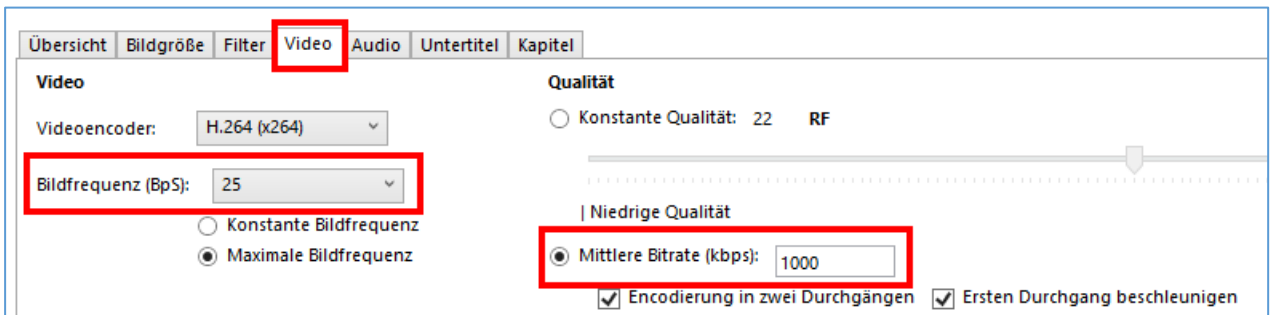 Übersicht Bildgröße Filter Video Audio Untertitel Kapitel
Video
Videoencoder: H.264 (x264)
Bildfrequenz (BpS): 25
Konstante Bildfrequenz
Maximale Bildfrequenz
Qualität
Konstante Qualität: 22 RF
| Niedrige Qualität
Mittlere Bitrate (kbps): 1000
Encodierung in zwei Durchgängen Ersten Durchgang beschleunigen